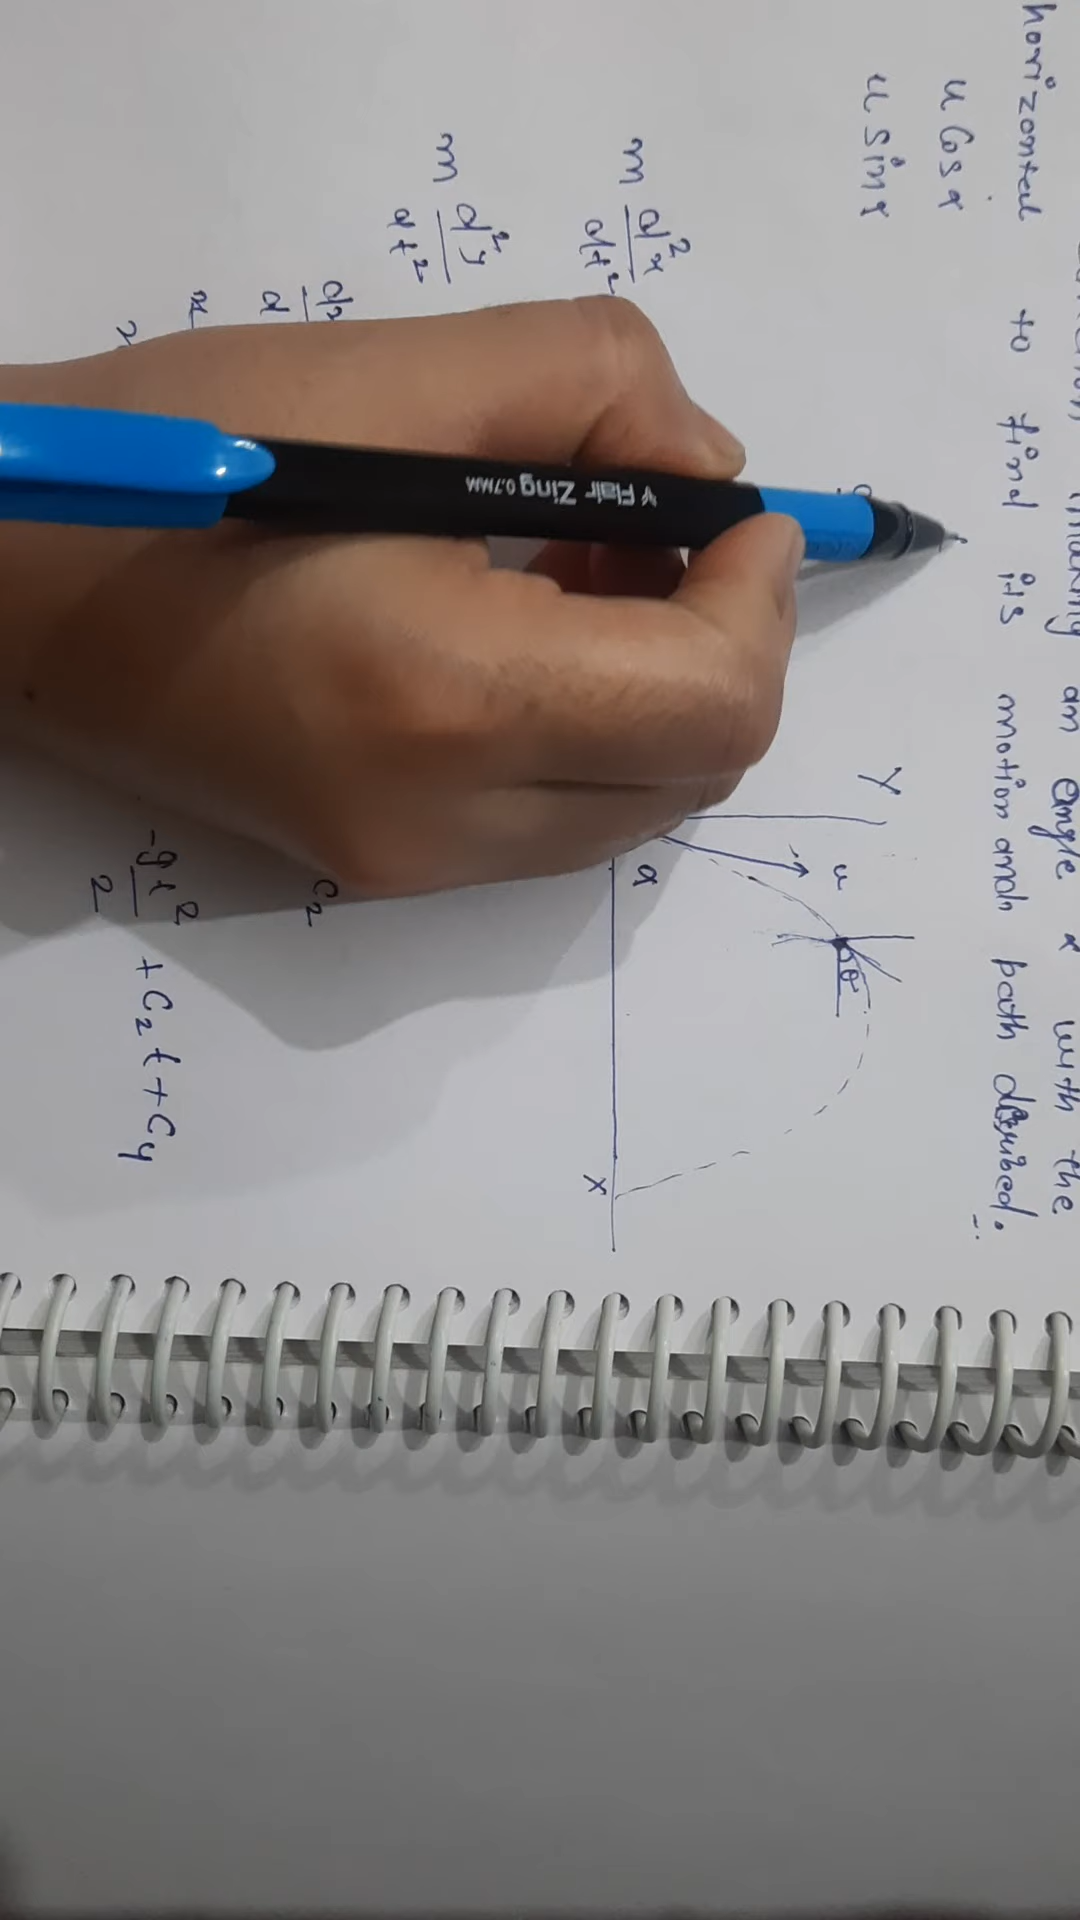 making an angle α with the
horizontal to find its motion and path described.
u cos α
u sin α
Y
u
θ
α
X
m d²x
dt²
m d²y
dt²
C2
-gt²/2 + C2t + C4
Flair Zing 0.7MM